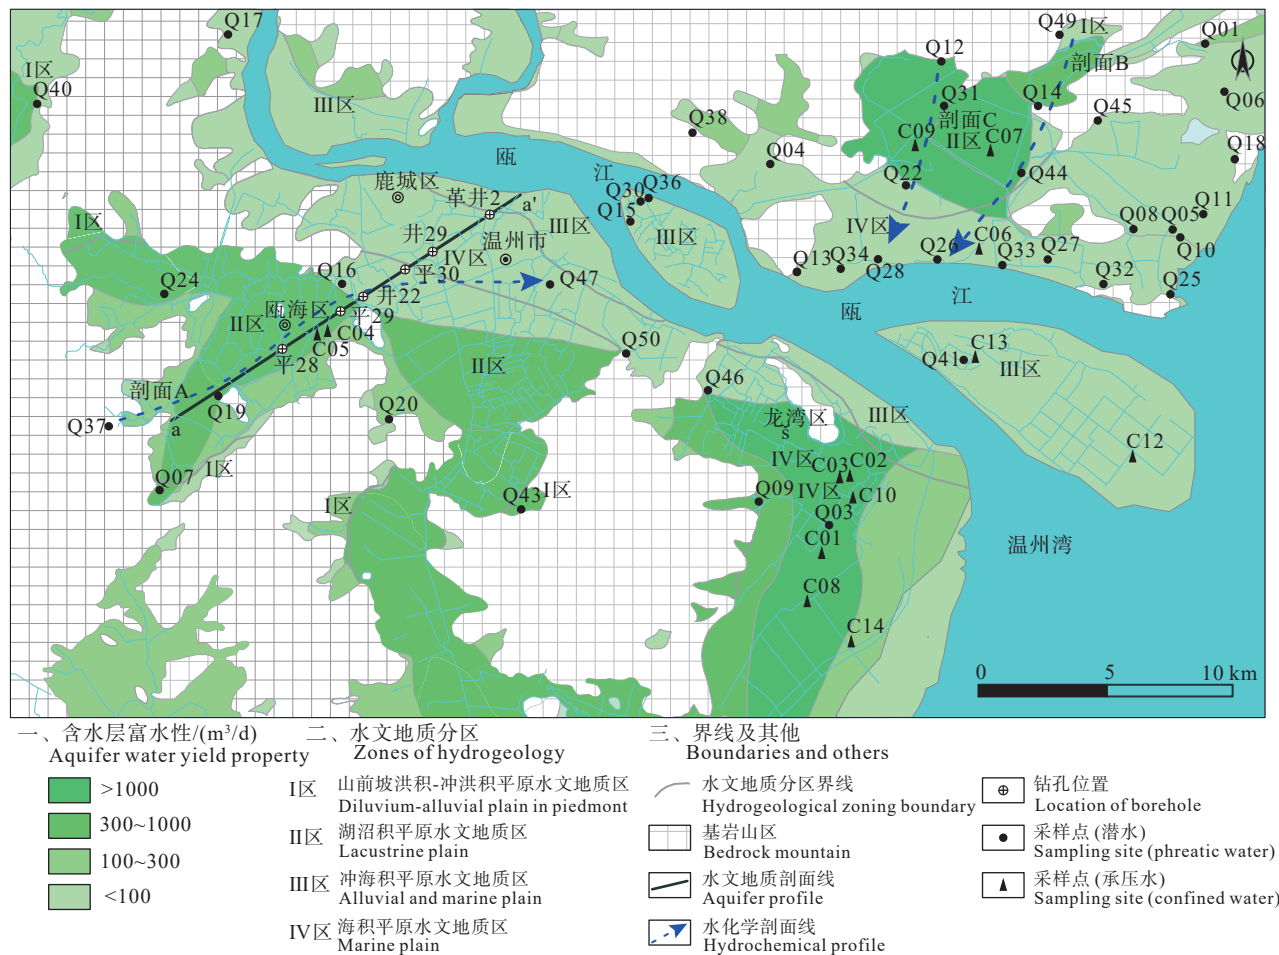 Q17
Q49
I区
Q01
Q12
剖面B
I区
Q40
III区
Q31
Q14
Q06
剖面C
Q38
C09
II区
C07
Q45
Q18
瓯
江
Q04
鹿城区
革井2
a'
Q30
Q36
Q22
Q44
Q15
III区
III区
I区
井29
IV区
温州市
IV区
Q26
C06
Q08
Q05
Q11
Q10
Q24
Q16
平30
Q47
Q13
Q34
Q28
Q33
Q27
Q32
Q25
井22
瓯
江
II区
瓯海区
平29
C04
C05
平28
Q50
II区
Q41
C13
III区
剖面A
Q46
Q37
a
Q19
Q20
龙湾区
s
III区
C12
Q07
I区
IV区
C03
C02
I区
Q43
I区
Q09
IV区
C10
Q03
C01
温州湾
C08
C14
0
5
10 km
一、含水层富水性/(m³/d)
Aquifer water yield property
>1000
300~1000
100~300
<100
二、水文地质分区
Zones of hydrogeology
I区
山前坡洪积-冲洪积平原水文地质区
Diluvium-alluvial plain in piedmont
II区
湖沼积平原水文地质区
Lacustrine plain
III区
冲海积平原水文地质区
Alluvial and marine plain
IV区
海积平原水文地质区
Marine plain
三、界线及其他
Boundaries and others
水文地质分区界线
Hydrogeological zoning boundary
基岩山区
Bedrock mountain
水文地质剖面线
Aquifer profile
水化学剖面线
Hydrochemical profile
钻孔位置
Location of borehole
采样点 (潜水)
Sampling site (phreatic water)
采样点 (承压水)
Sampling site (confined water)